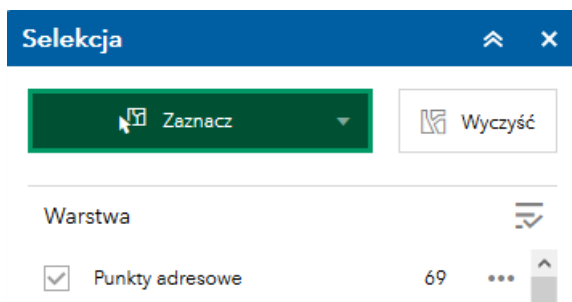 Selekcja
Zaznacz
Wyczyść
Warstwa
Punkty adresowe 69